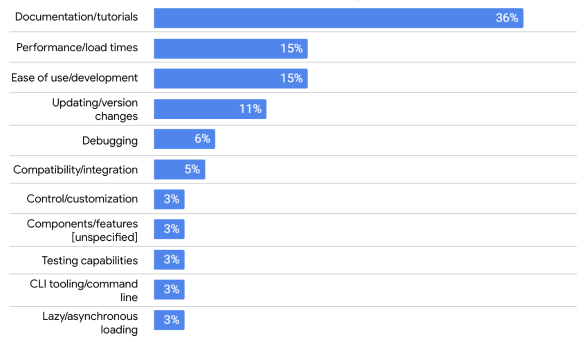 Documentation/tutorials 36%
Performance/load times 15%
Ease of use/development 15%
Updating/version
changes 11%
Debugging 6%
Compatibility/integration 5%
Control/customization 3%
Components/features
[unspecified] 3%
Testing capabilities 3%
CLI tooling/command
line 3%
Lazy/asynchronous
loading 3%